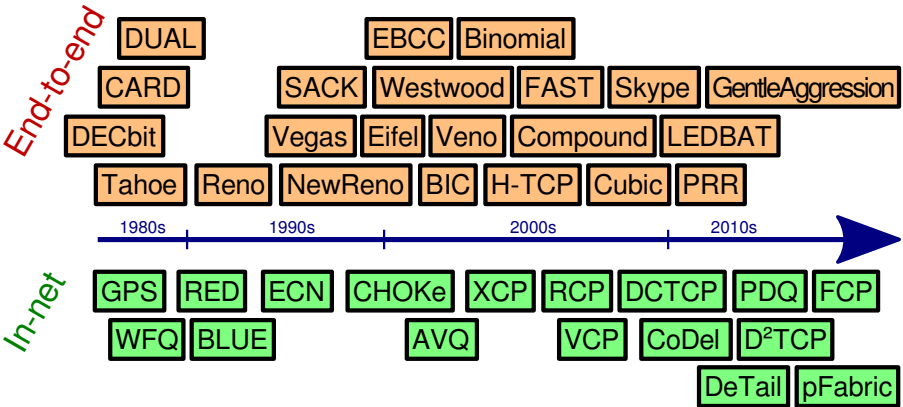 End-to-end
DUAL EBCC Binomial
CARD SACK Westwood FAST Skype GentleAggression
DECbit Vegas Eifel Veno Compound LEDBAT
Tahoe Reno NewReno BIC H-TCP Cubic PRR
1980s 1990s 2000s 2010s
In-net
GPS RED ECN CHOKe XCP RCP DCTCP PDQ FCP
WFQ BLUE AVQ VCP CoDel D²TCP
DeTail pFabric